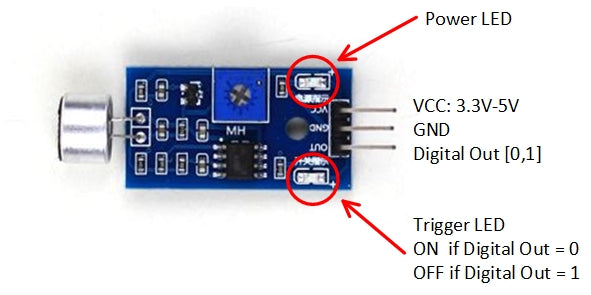 Power LED
VCC: 3.3V-5V
GND
Digital Out [0,1]
VCC
GND
OUT
MH
Trigger LED
ON if Digital Out = 0
OFF if Digital Out = 1